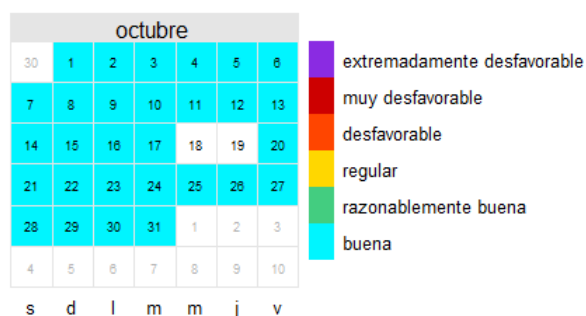 octubre
30 1 2 3 4 5 6
7 8 9 10 11 12 13
14 15 16 17 18 19 20
21 22 23 24 25 26 27
28 29 30 31 1 2 3
4 5 6 7 8 9 10
s d l m m j v
extremadamente desfavorable
muy desfavorable
desfavorable
regular
razonablemente buena
buena